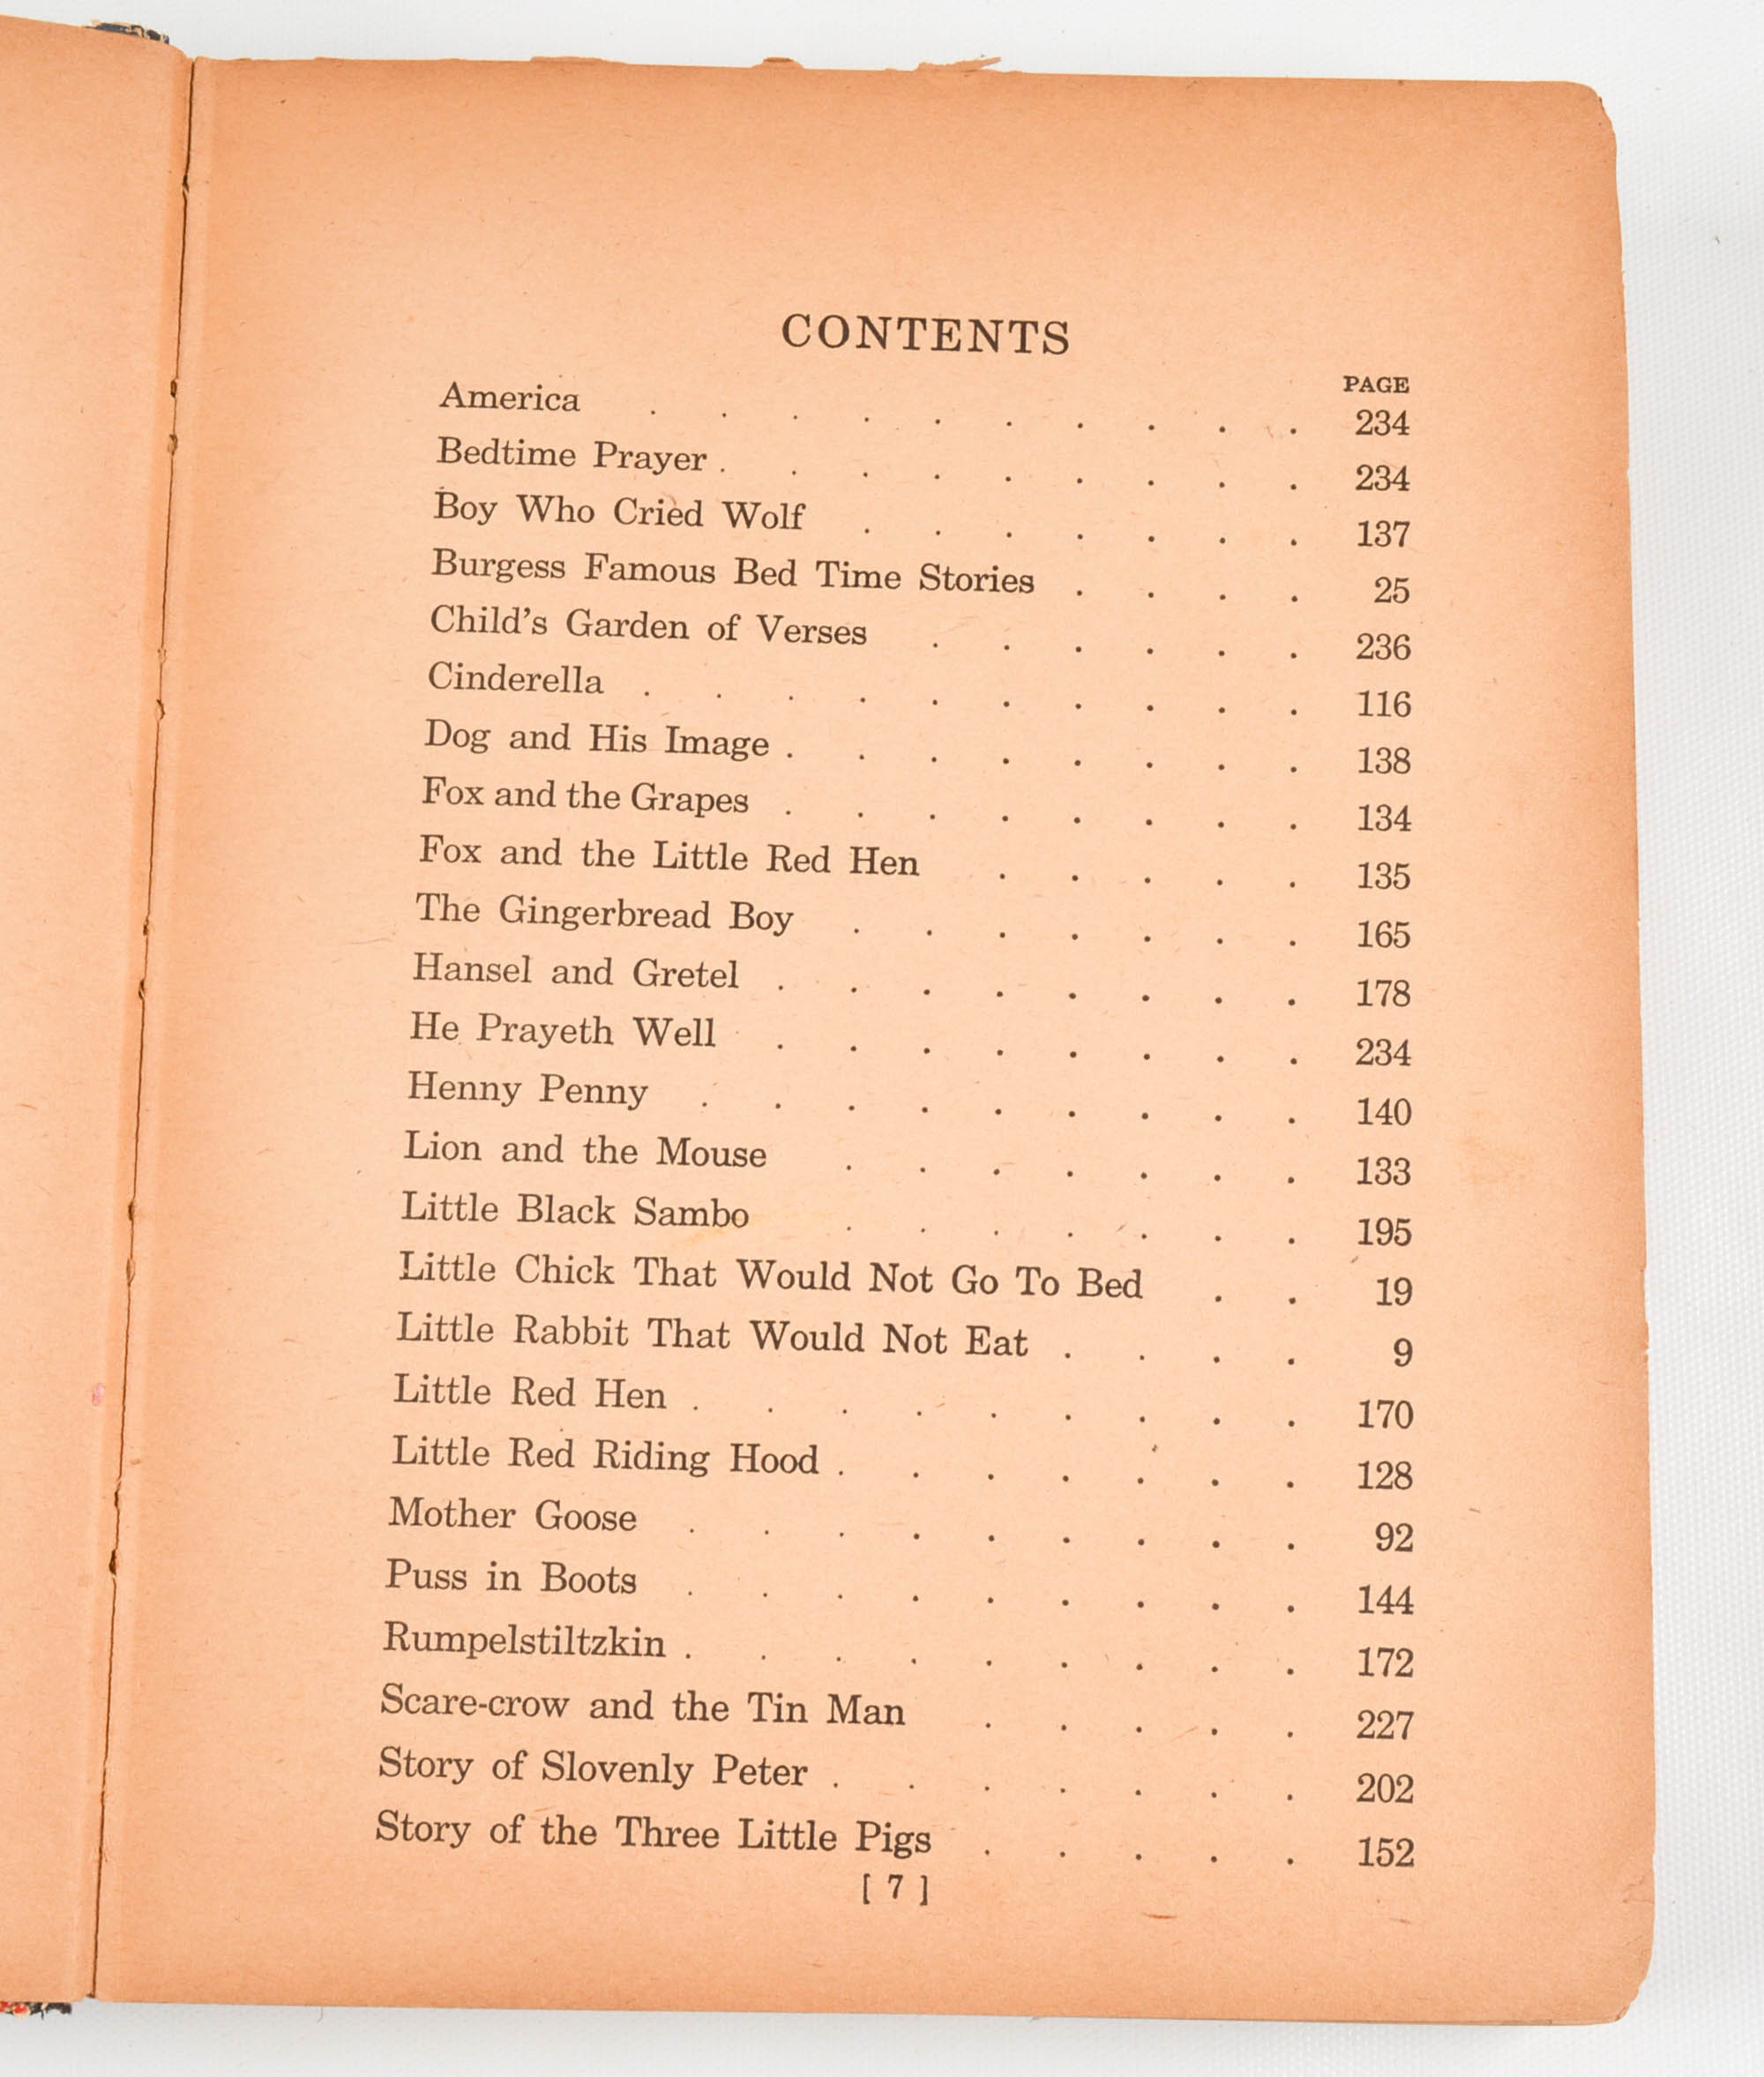 CONTENTS
PAGE
America . . . . . . . . . . 234
Bedtime Prayer . . . . . . . . . 234
Boy Who Cried Wolf . . . . . . . 137
Burgess Famous Bed Time Stories . . . . 25
Child's Garden of Verses . . . . . . 236
Cinderella . . . . . . . . . . 116
Dog and His Image . . . . . . . . 138
Fox and the Grapes . . . . . . . . 134
Fox and the Little Red Hen . . . . . 135
The Gingerbread Boy . . . . . . . 165
Hansel and Gretel . . . . . . . . 178
He Prayeth Well . . . . . . . . 234
Henny Penny . . . . . . . . . 140
Lion and the Mouse . . . . . . . 133
Little Black Sambo . . . . . . . 195
Little Chick That Would Not Go To Bed . . 19
Little Rabbit That Would Not Eat . . . . 9
Little Red Hen . . . . . . . . . 170
Little Red Riding Hood . . . . . . . 128
Mother Goose . . . . . . . . . 92
Puss in Boots . . . . . . . . . 144
Rumpelstiltzkin . . . . . . . . . 172
Scare-crow and the Tin Man . . . . . 227
Story of Slovenly Peter . . . . . . . 202
Story of the Three Little Pigs . . . . . 152
[ 7 ]